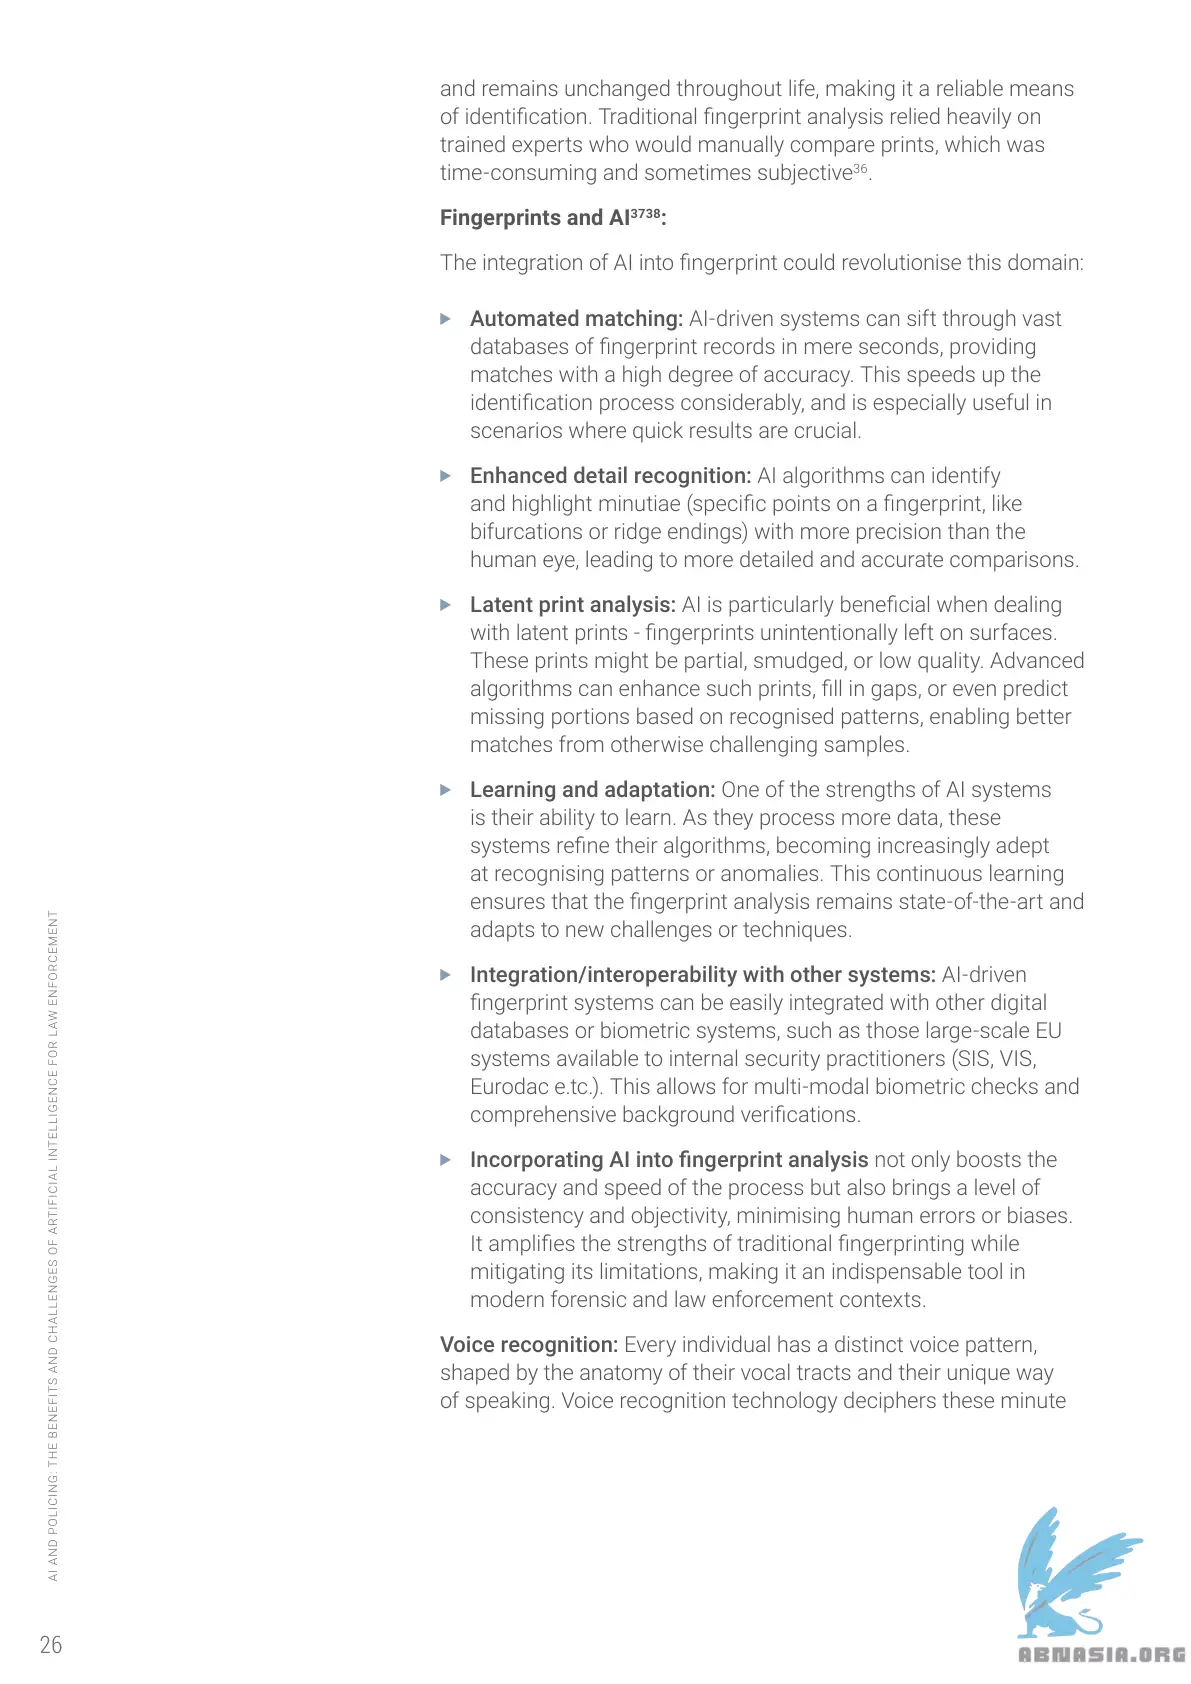 and remains unchanged throughout life, making it a reliable means
of identification. Traditional fingerprint analysis relied heavily on
trained experts who would manually compare prints, which was
time-consuming and sometimes subjective³⁶.
Fingerprints and AI³⁷³⁸:
The integration of AI into fingerprint could revolutionise this domain:
Automated matching: AI-driven systems can sift through vast
databases of fingerprint records in mere seconds, providing
matches with a high degree of accuracy. This speeds up the
identification process considerably, and is especially useful in
scenarios where quick results are crucial.
Enhanced detail recognition: AI algorithms can identify
and highlight minutiae (specific points on a fingerprint, like
bifurcations or ridge endings) with more precision than the
human eye, leading to more detailed and accurate comparisons.
Latent print analysis: AI is particularly beneficial when dealing
with latent prints - fingerprints unintentionally left on surfaces.
These prints might be partial, smudged, or low quality. Advanced
algorithms can enhance such prints, fill in gaps, or even predict
missing portions based on recognised patterns, enabling better
matches from otherwise challenging samples.
Learning and adaptation: One of the strengths of AI systems
is their ability to learn. As they process more data, these
systems refine their algorithms, becoming increasingly adept
at recognising patterns or anomalies. This continuous learning
ensures that the fingerprint analysis remains state-of-the-art and
adapts to new challenges or techniques.
Integration/interoperability with other systems: AI-driven
fingerprint systems can be easily integrated with other digital
databases or biometric systems, such as those large-scale EU
systems available to internal security practitioners (SIS, VIS,
Eurodac e.tc.). This allows for multi-modal biometric checks and
comprehensive background verifications.
Incorporating AI into fingerprint analysis not only boosts the
accuracy and speed of the process but also brings a level of
consistency and objectivity, minimising human errors or biases.
It amplifies the strengths of traditional fingerprinting while
mitigating its limitations, making it an indispensable tool in
modern forensic and law enforcement contexts.
Voice recognition: Every individual has a distinct voice pattern,
shaped by the anatomy of their vocal tracts and their unique way
of speaking. Voice recognition technology deciphers these minute
AI AND POLICING: THE BENEFITS AND CHALLENGES OF ARTIFICIAL INTELLIGENCE FOR LAW ENFORCEMENT
26
ABNASIA.ORG